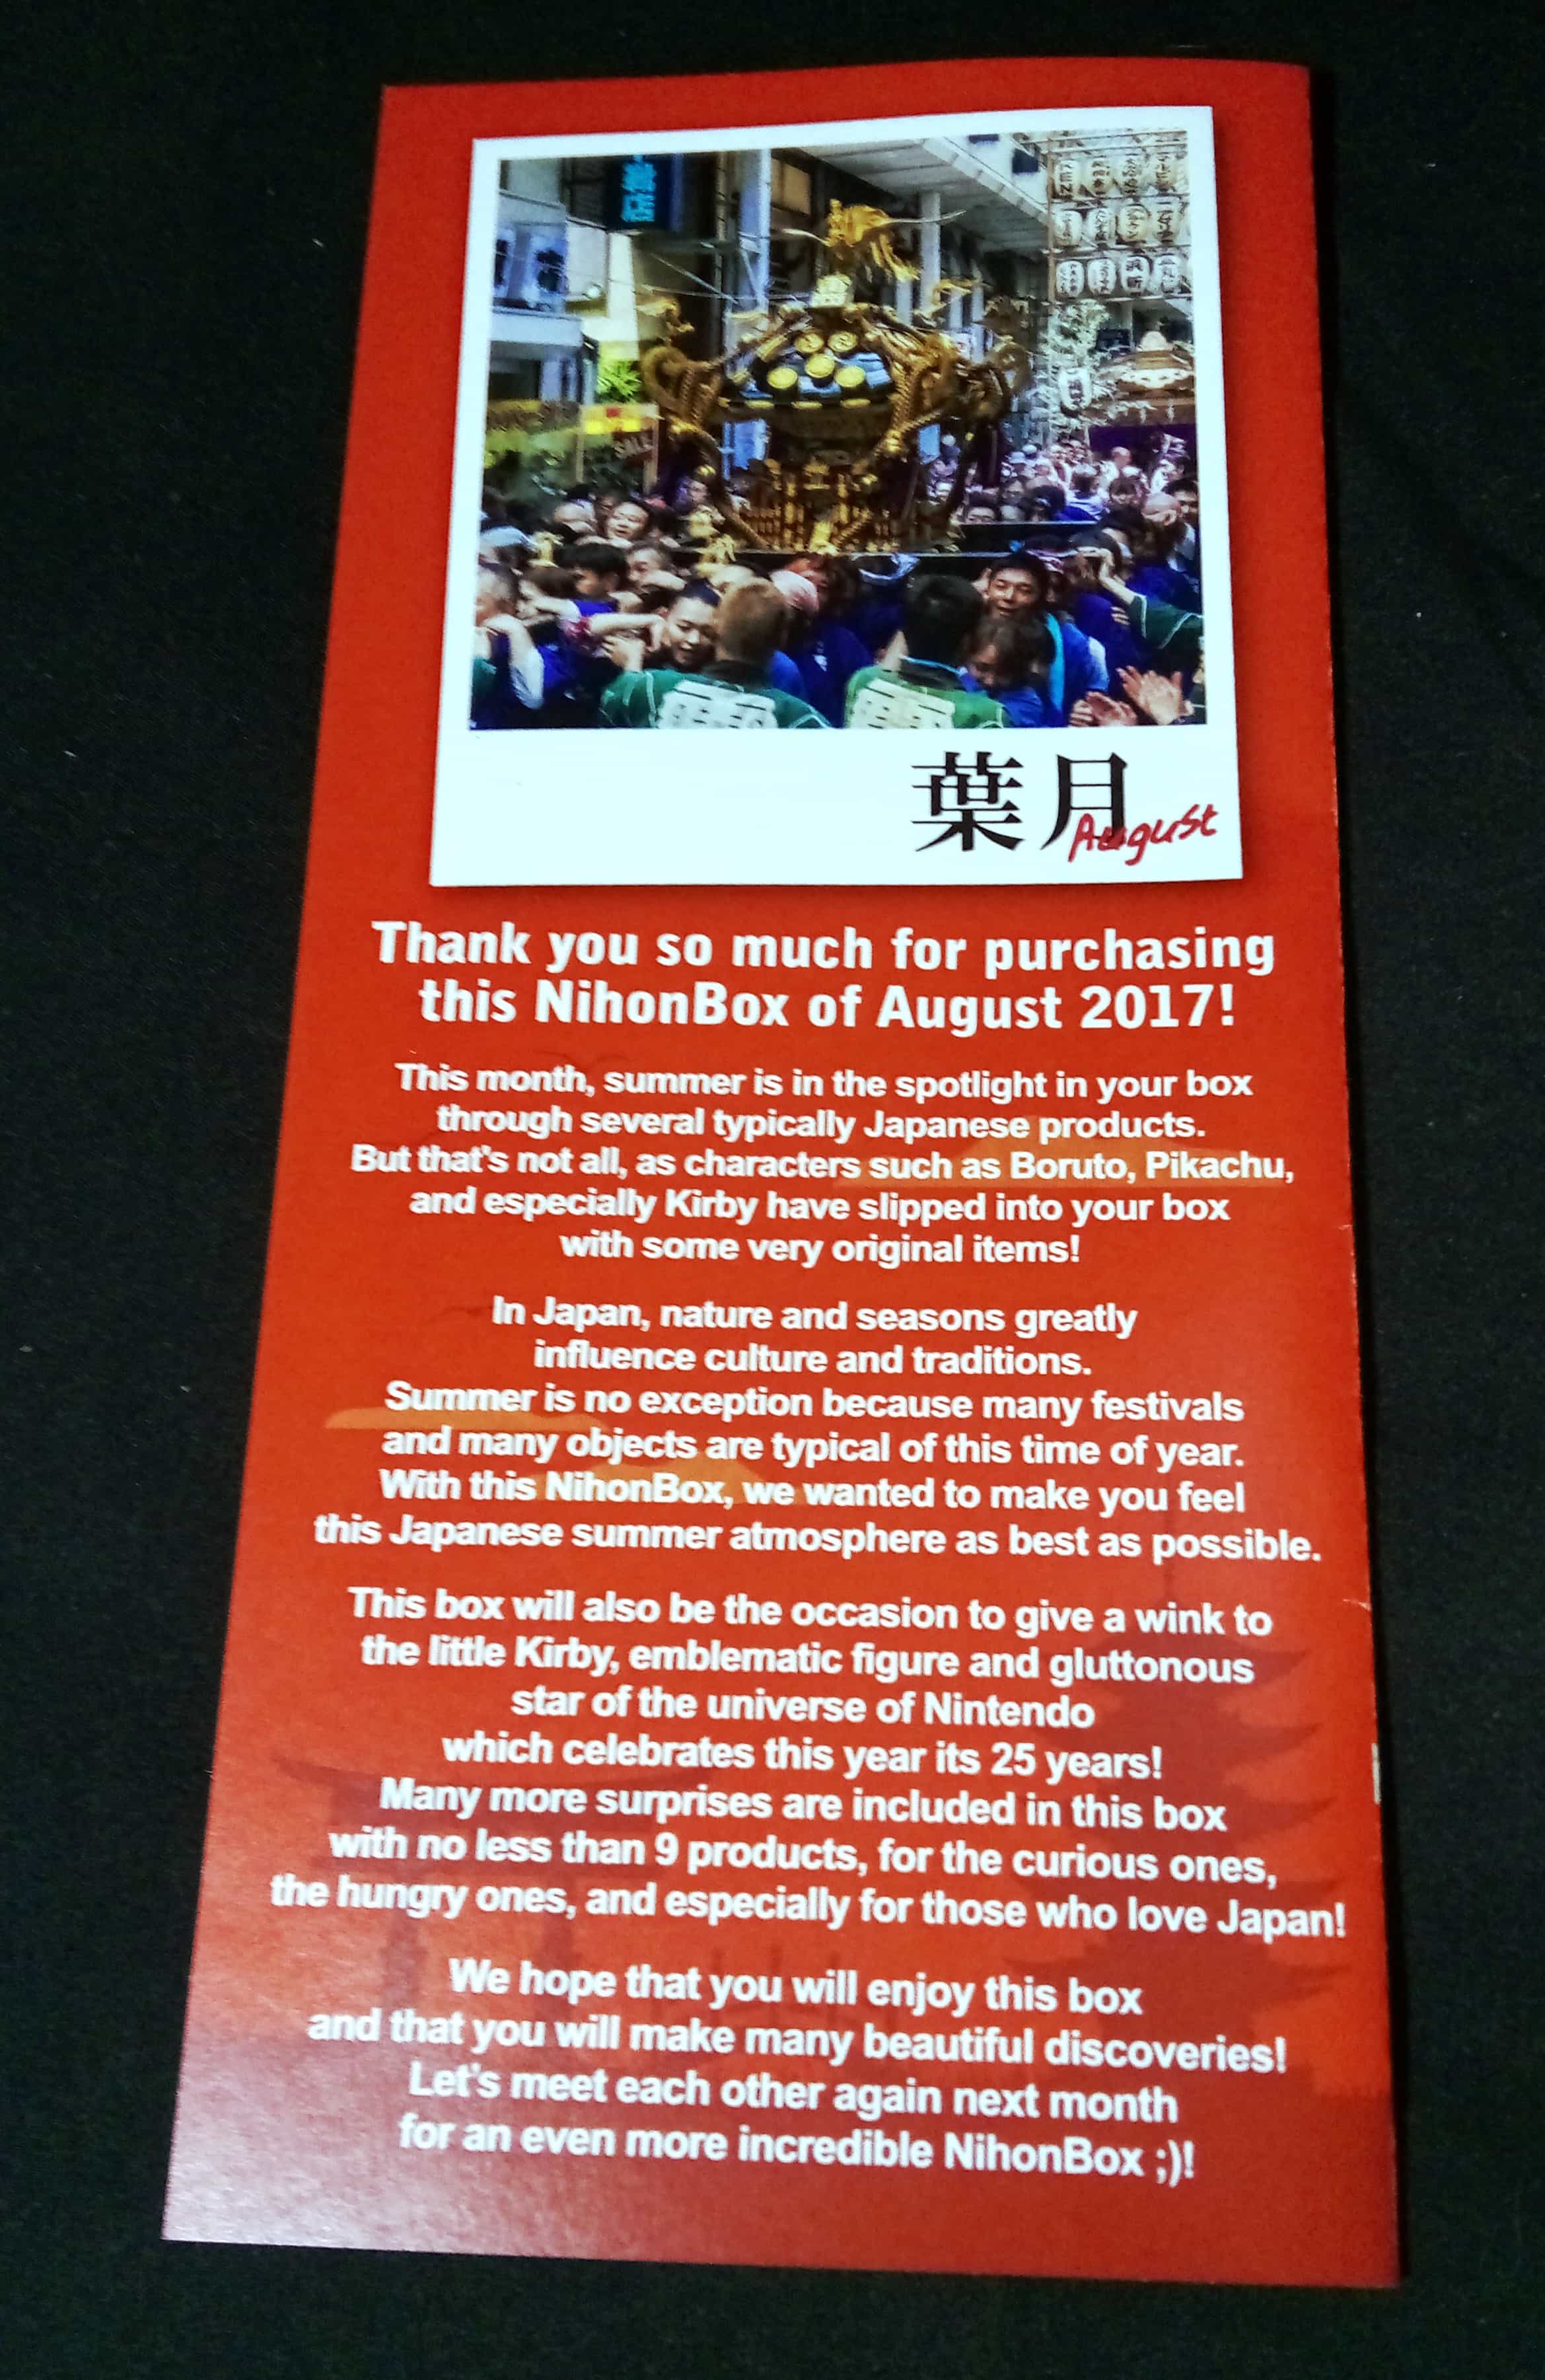 SALE
葉月
August
Thank you so much for purchasing
this NihonBox of August 2017!
This month, summer is in the spotlight in your box
through several typically Japanese products.
But that's not all, as characters such as Boruto, Pikachu,
and especially Kirby have slipped into your box
with some very original items!
In Japan, nature and seasons greatly
influence culture and traditions.
Summer is no exception because many festivals
and many objects are typical of this time of year.
With this NihonBox, we wanted to make you feel
this Japanese summer atmosphere as best as possible.
This box will also be the occasion to give a wink to
the little Kirby, emblematic figure and gluttonous
star of the universe of Nintendo
which celebrates this year its 25 years!
Many more surprises are included in this box
with no less than 9 products, for the curious ones,
the hungry ones, and especially for those who love Japan!
We hope that you will enjoy this box
and that you will make many beautiful discoveries!
Let's meet each other again next month
for an even more incredible NihonBox ;)!